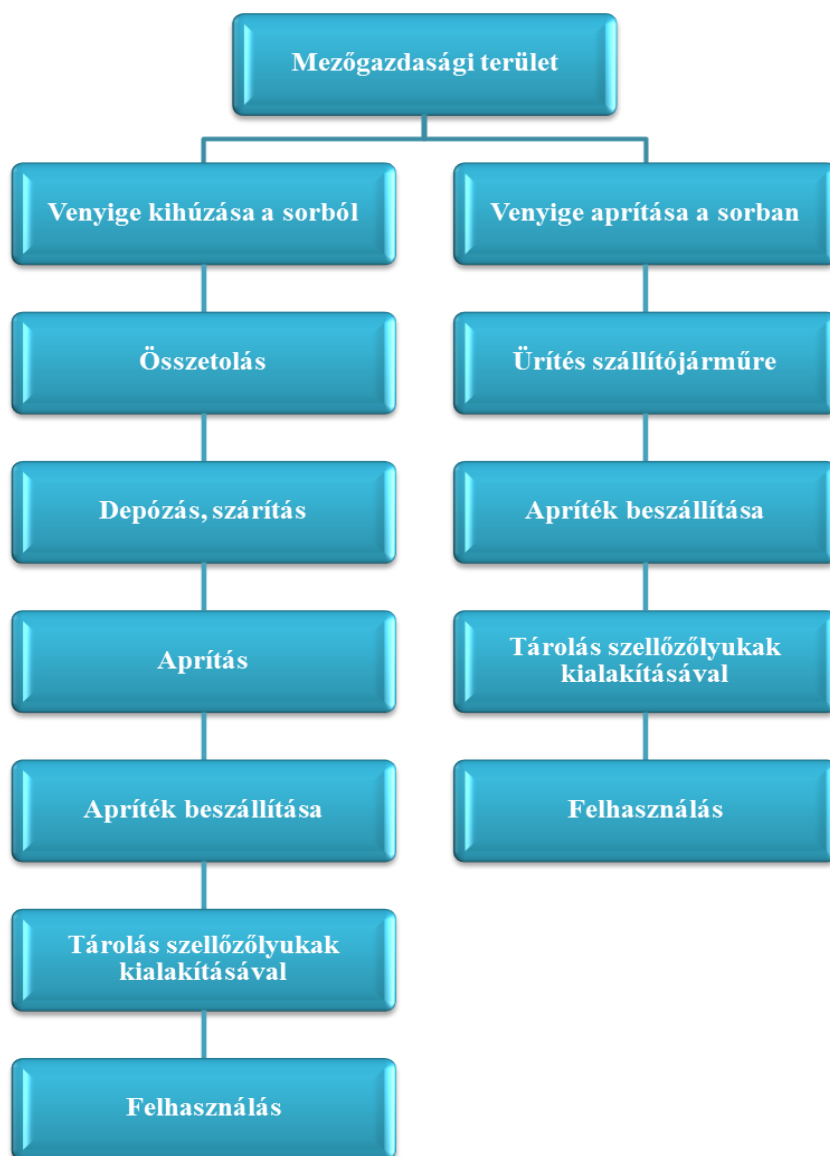 Mezőgazdasági terület
Venyige kihúzása a sorból
Összetolás
Depózás, szárítás
Aprítás
Apríték beszállítása
Tárolás szellőzőlyukak
kialakításával
Felhasználás
Venyige aprítása a sorban
Ürítés szállítójárműre
Apríték beszállítása
Tárolás szellőzőlyukak
kialakításával
Felhasználás